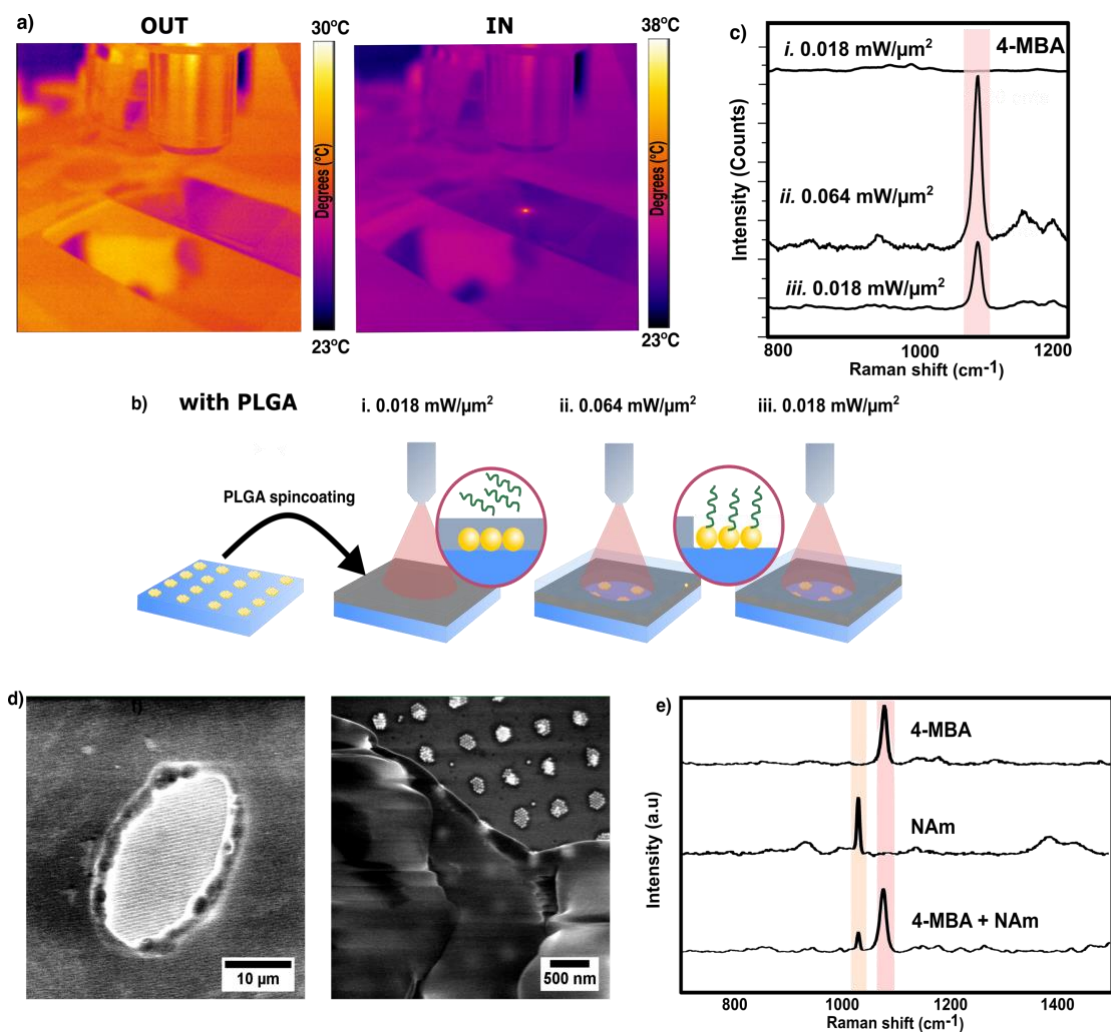 a)
OUT
IN
30°C
Degrees (°C)
23°C
38°C
Degrees (°C)
23°C
c)
i. 0.018 mW/µm²
4-MBA
ii. 0.064 mW/µm²
iii. 0.018 mW/µm²
Intensity (Counts)
800
1000
1200
Raman shift (cm-1)
b)
with PLGA
i. 0.018 mW/µm²
ii. 0.064 mW/µm²
iii. 0.018 mW/µm²
PLGA spincoating
d)
10 µm
500 nm
e)
4-MBA
NAm
4-MBA + NAm
Intensity (a.u)
800
1000
1200
1400
Raman shift (cm-1)